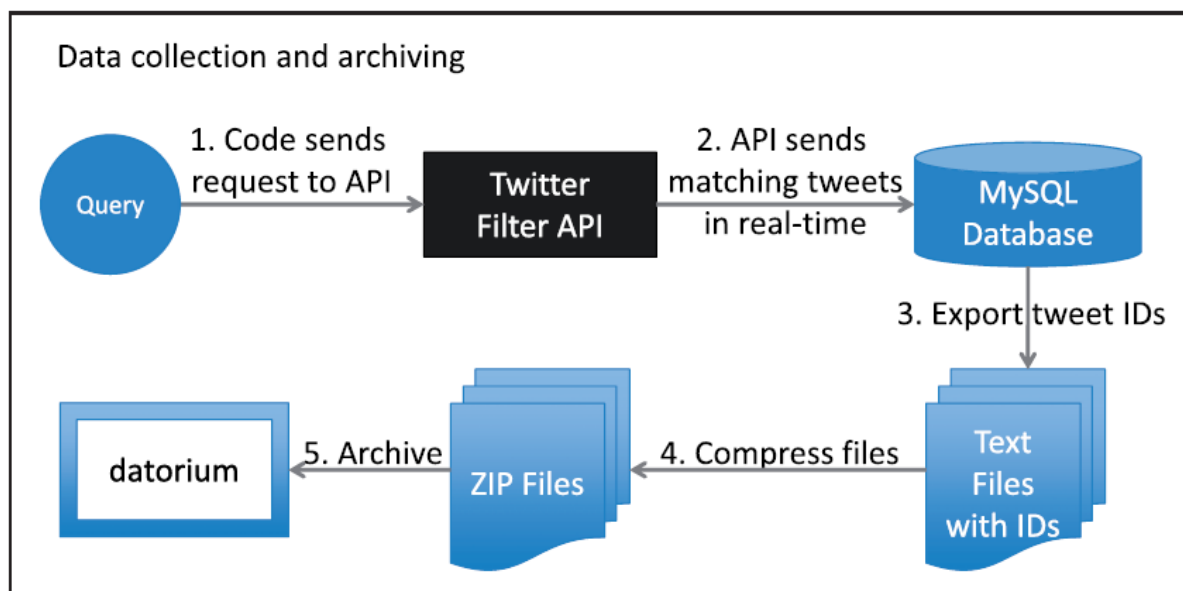 Data collection and archiving
Query
1. Code sends
request to API
Twitter
Filter API
2. API sends
matching tweets
in real-time
MySQL
Database
3. Export tweet IDs
Text
Files
with IDs
4. Compress files
ZIP Files
5. Archive
datorium